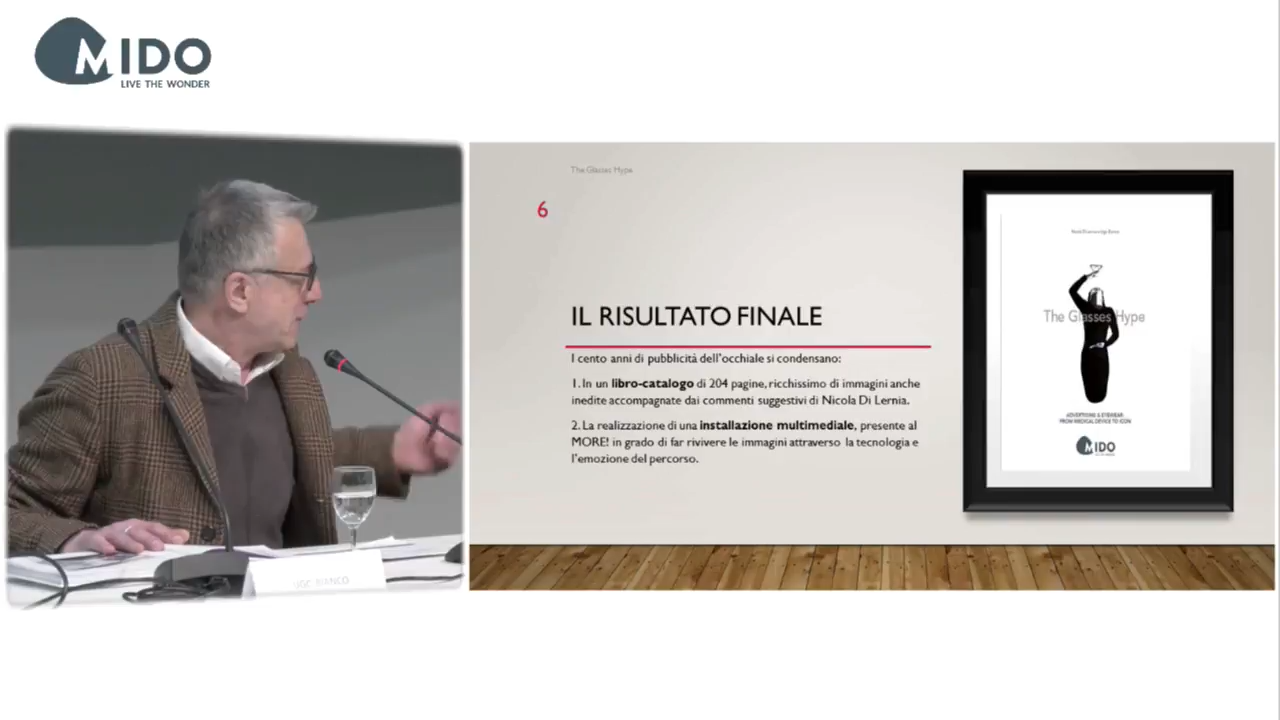 MIDO
LIVE THE WONDER
The Glasses Hype
6
IL RISULTATO FINALE
I cento anni di pubblicità dell'occhiale si condensano:
1. In un libro-catalogo di 204 pagine, ricchissimo di immagini anche
inedite accompagnate dai commenti suggestivi di Nicola Di Lernia.
2. La realizzazione di una installazione multimediale, presente al
MORE! in grado di far rivivere le immagini attraverso la tecnologia e
l'emozione del percorso.
The Glasses Hype
ADVERTISING & EYEWEAR:
FROM MEDICAL DEVICE TO ICON
MIDO
BIANCO